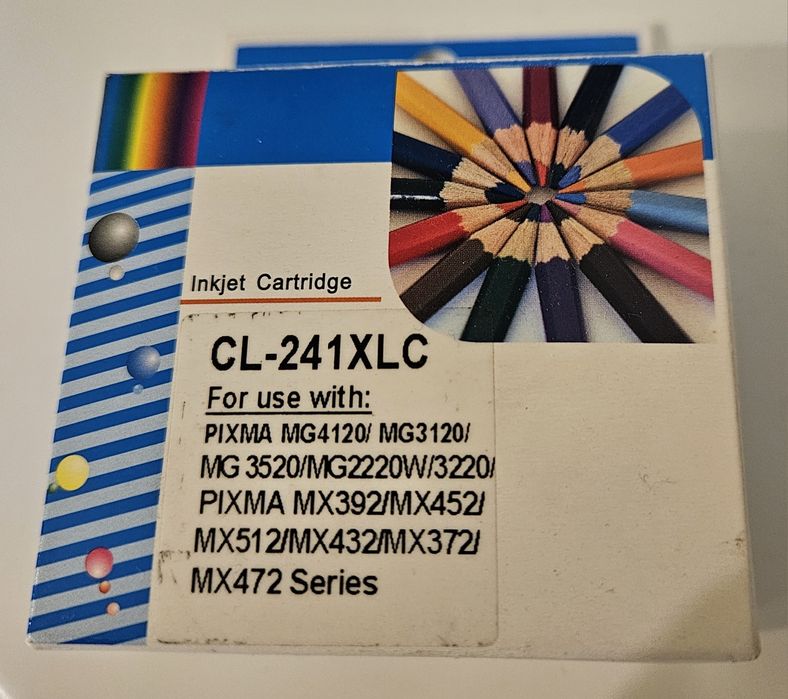 Inkjet Cartridge
CL-241XLC
For use with:
PIXMA MG4120/ MG3120/
MG 3520/MG2220W/3220/
PIXMA MX392/MX452/
MX512/MX432/MX372/
MX472 Series